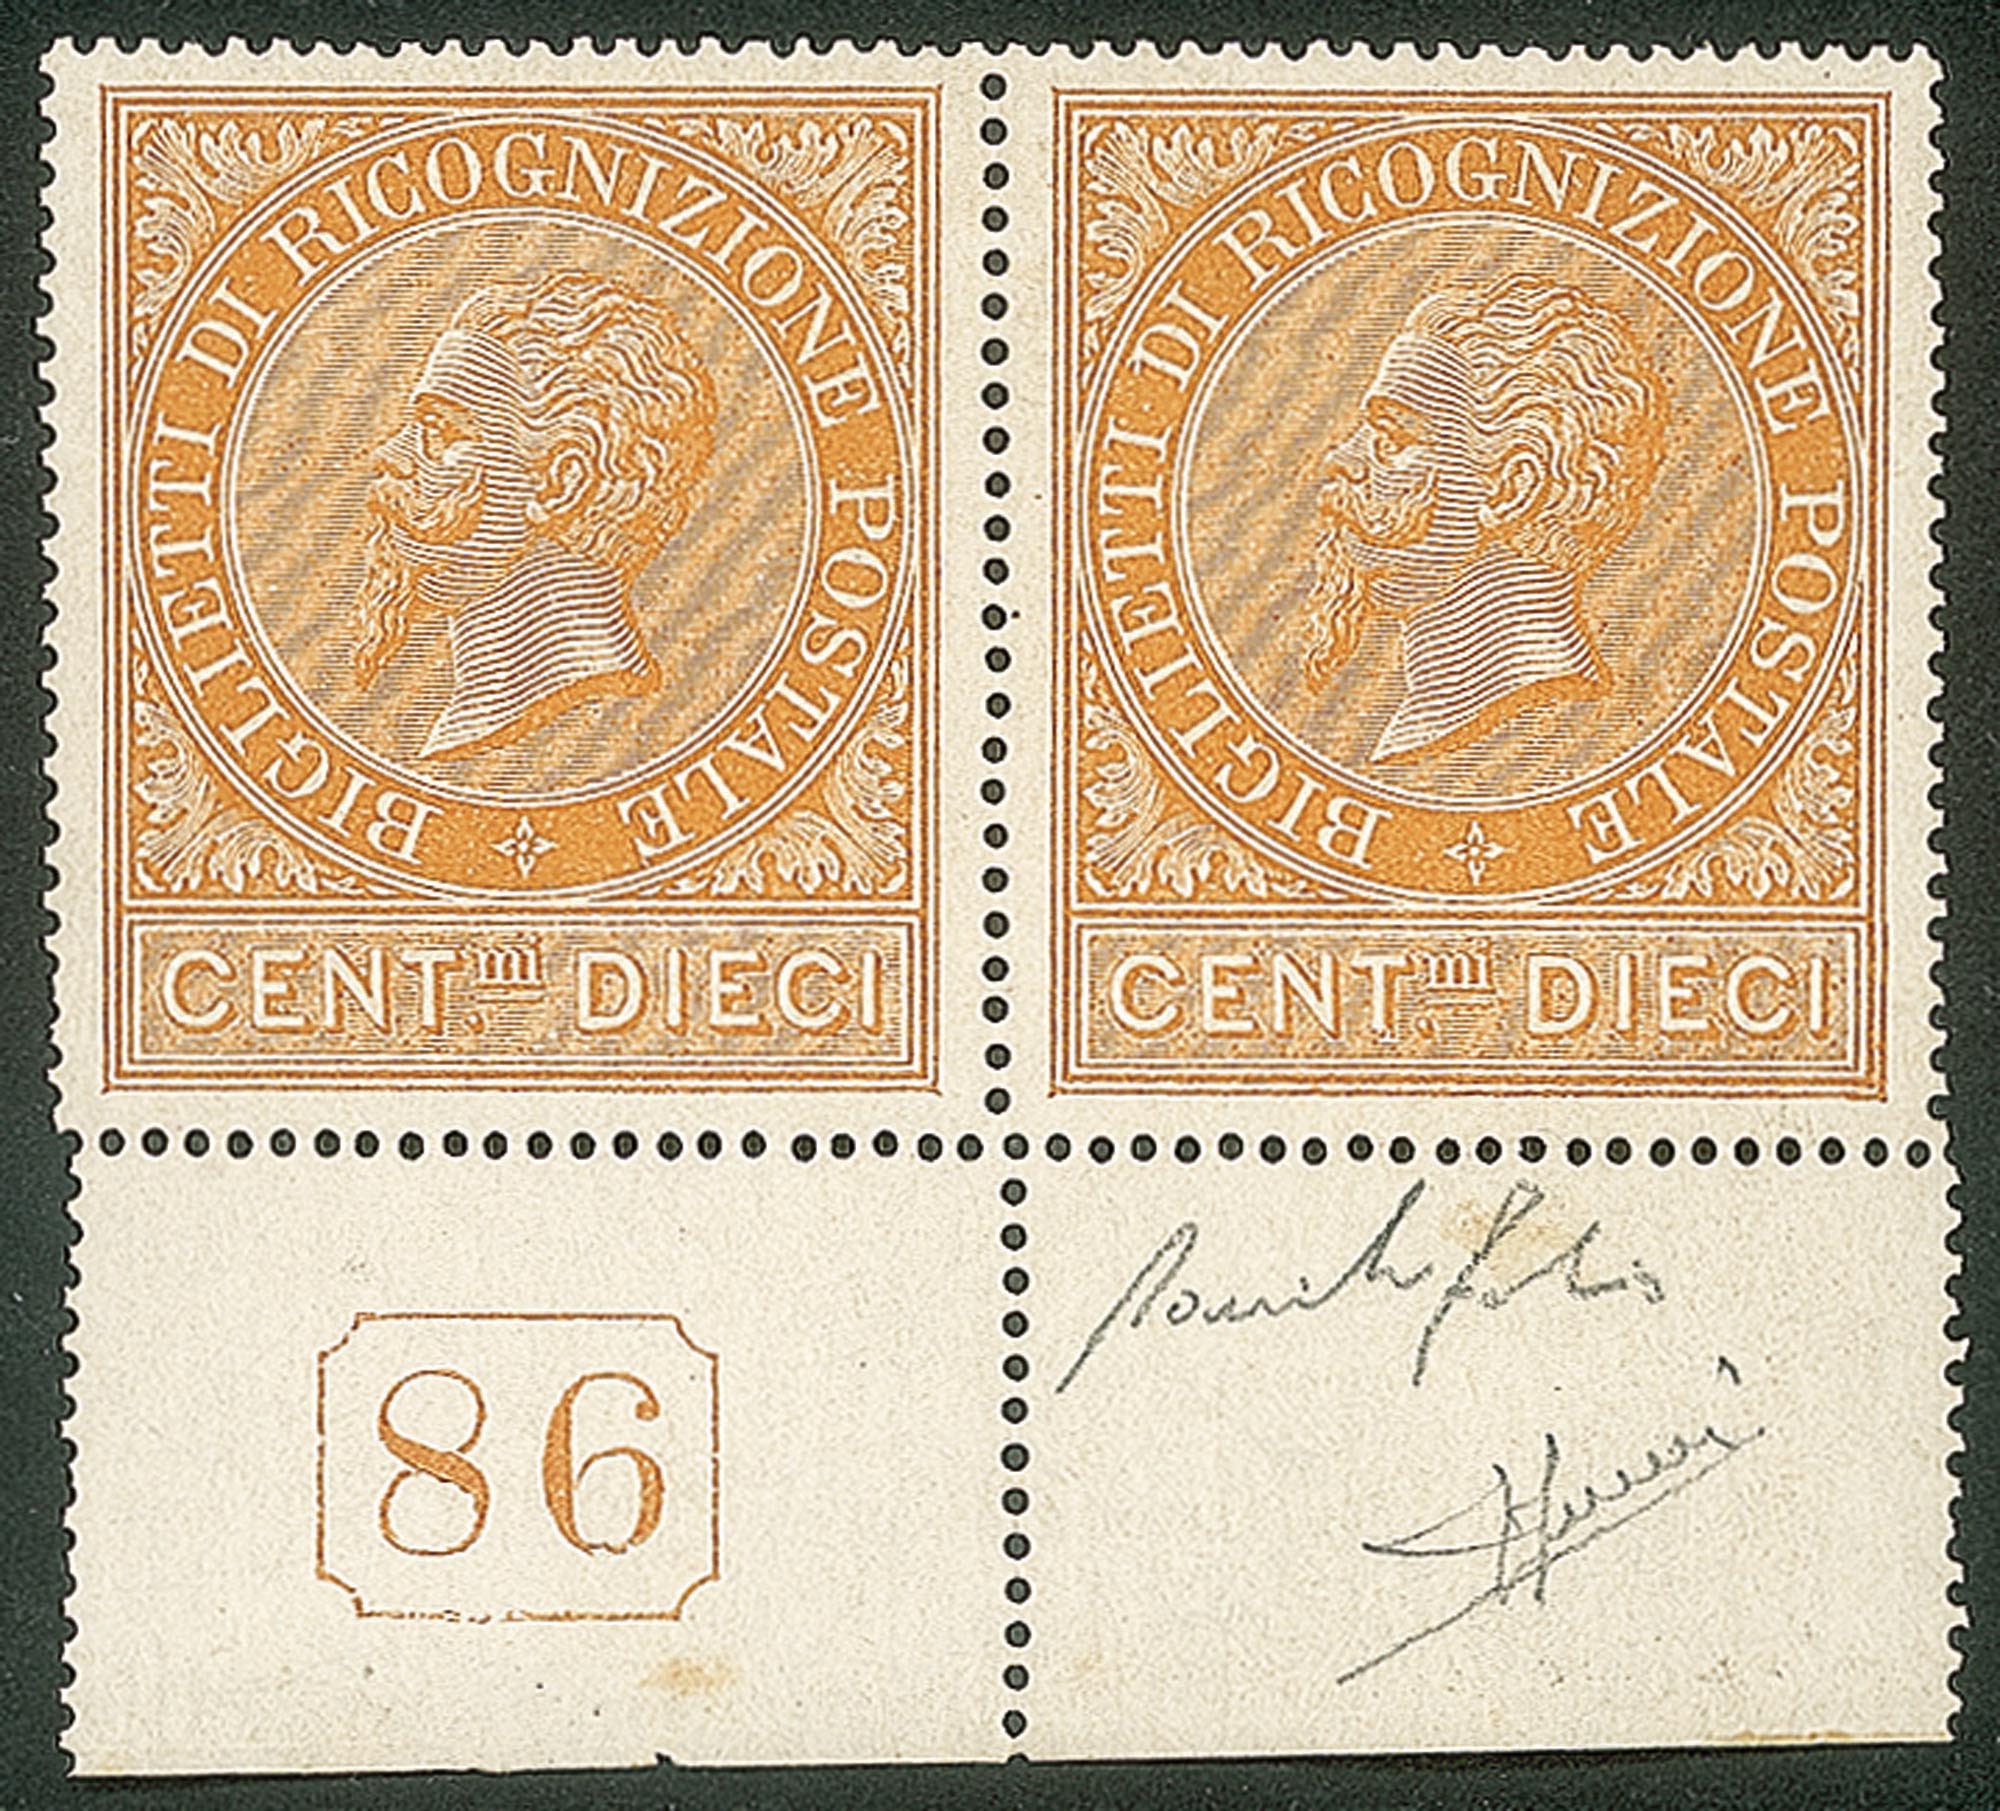 BIGLIETTI DI RICOGNIZIONE POSTALE
CENT.mi DIECI
BIGLIETTI DI RICOGNIZIONE POSTALE
CENT.mi DIECI
86